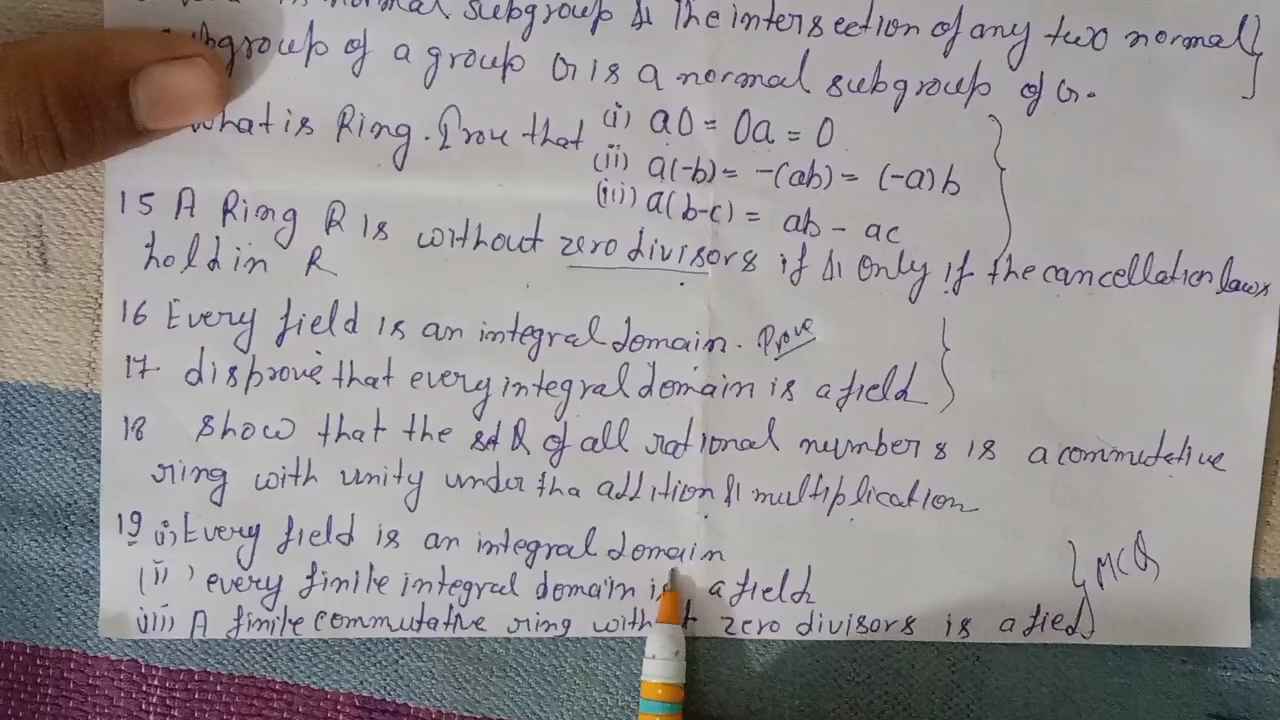 normal subgroup & The intersection of any two normal
subgroup of a group G is a normal subgroup of G.
What is Ring. Prove that (i) a0 = 0a = 0
(ii) a(-b) = -(ab) = (-a)b
(iii) a(b-c) = ab - ac
15 A Ring R is without zero divisors if & only if the cancellation laws
hold in R
16 Every field is an integral domain. Prove
17 disprove that every integral domain is a field
18 show that the set Q of all rational numbers is a commutative
ring with unity under tha addition & multiplication
19 i) Every field is an integral domain
(ii) every finite integral domain is a field
iii) A finite commutative ring with zero divisors is a fied
MCQ